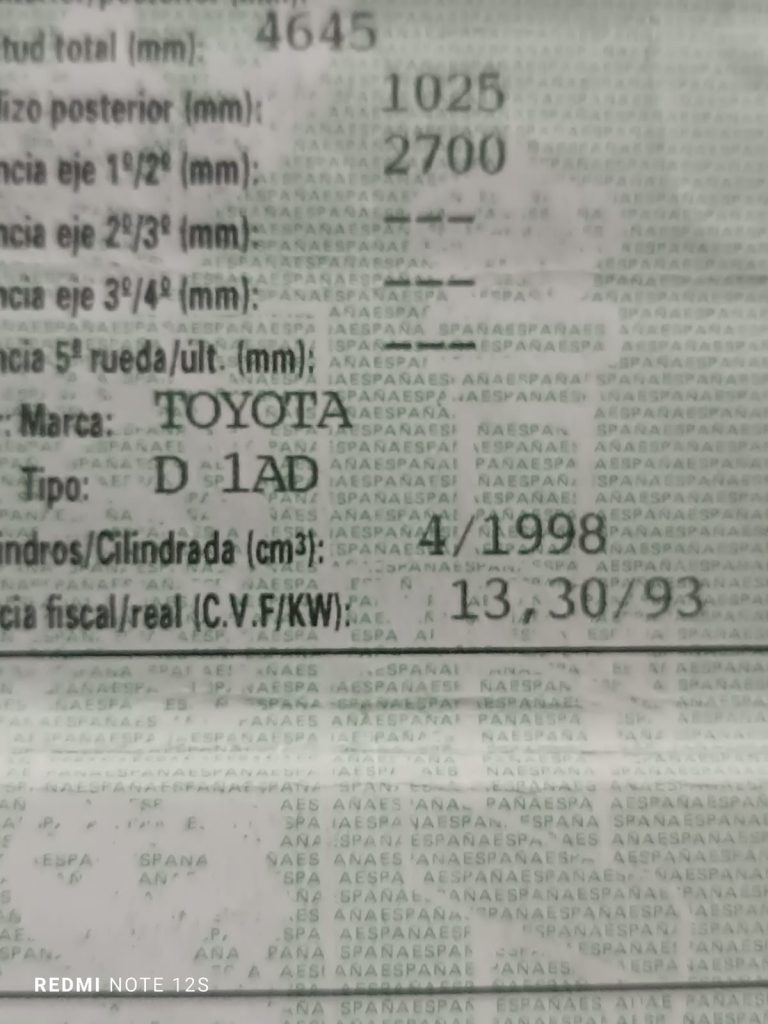 tud total (mm): 4645
lizo posterior (mm): 1025
ncia eje 1º/2º (mm): 2700
ncia eje 2º/3º (mm): ---
ncia eje 3º/4º (mm): ---
ncia 5ª rueda/últ. (mm): ---
.: Marca: TOYOTA
Tipo: D 1AD
indros/Cilindrada (cm³): 4/1998
cia fiscal/real (C.V.F/KW): 13,30/93
REDMI NOTE 12S